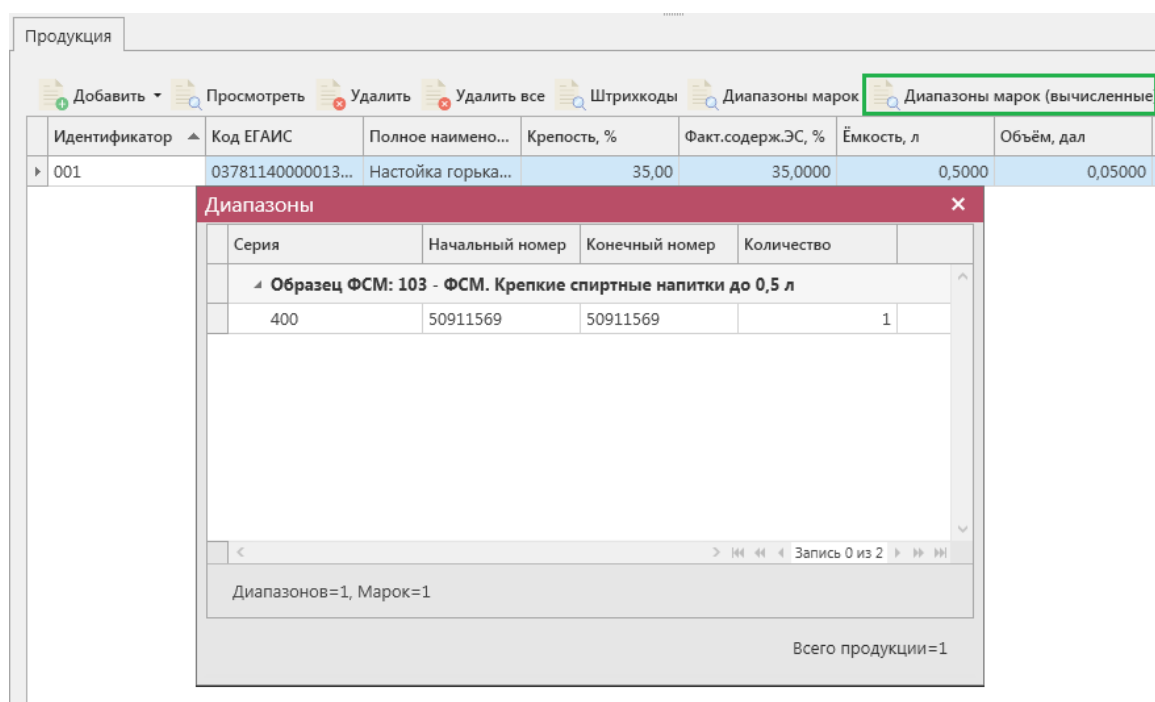 Продукция
Добавить Просмотреть Удалить Удалить все Штрихкоды Диапазоны марок Диапазоны марок (вычисленные
Идентификатор Код ЕГАИС Полное наимено... Крепость, % Факт.содерж.ЭС, % Ёмкость, л Объём, дал
001 03781140000013... Настойка горька... 35,00 35,0000 0,5000 0,05000
Диапазоны
Серия Начальный номер Конечный номер Количество
Образец ФСМ: 103 - ФСМ. Крепкие спиртные напитки до 0,5 л
400 50911569 50911569 1
Запись 0 из 2
Диапазонов=1, Марок=1
Всего продукции=1